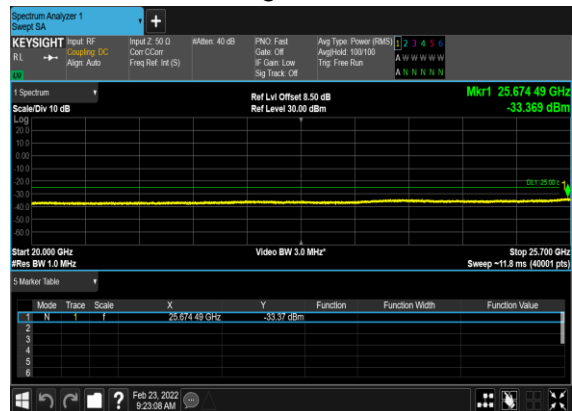 Spectrum Analyzer 1
Swept SA
+
KEYSIGHT Input: RF Input Z: 50 Ω #Atten: 40 dB PNO: Fast Avg Type: Power (RMS) 1 2 3 4 5 6
RL Coupling: DC Corr CCorr Gate: Off Avg|Hold: 100/100 A W W W W W
Align: Auto Freq Ref: Int (S) IF Gain: Low Trig: Free Run
Sig Track: Off A N N N N N
1 Spectrum Ref Lvl Offset 8.50 dB Mkr1 25.674 49 GHz
Scale/Div 10 dB Ref Level 30.00 dBm -33.369 dBm
Log
20.0
10.0
0.00
-10.0
-20.0
-30.0
-40.0
-50.0
-60.0
1
Start 20.000 GHz Video BW 3.0 MHz* Stop 25.700 GHz
#Res BW 1.0 MHz Sweep ~11.8 ms (40001 pts)
5 Marker Table
Mode Trace Scale X Y Function Function Width Function Value
1 N 1 f 25.674 49 GHz -33.37 dBm
2
3
4
5
6
? Feb 23, 2022
9:23:08 AM